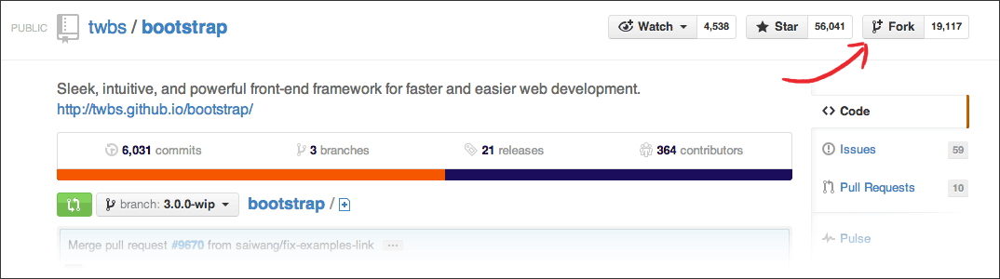 PUBLIC twbs / bootstrap Watch 4,538 Star 56,041 Fork 19,117
Sleek, intuitive, and powerful front-end framework for faster and easier web development.
http://twbs.github.io/bootstrap/
6,031 commits 3 branches 21 releases 364 contributors
branch: 3.0.0-wip bootstrap /
Merge pull request #9670 from saiwang/fix-examples-link ...
Code
Issues 59
Pull Requests 10
Pulse